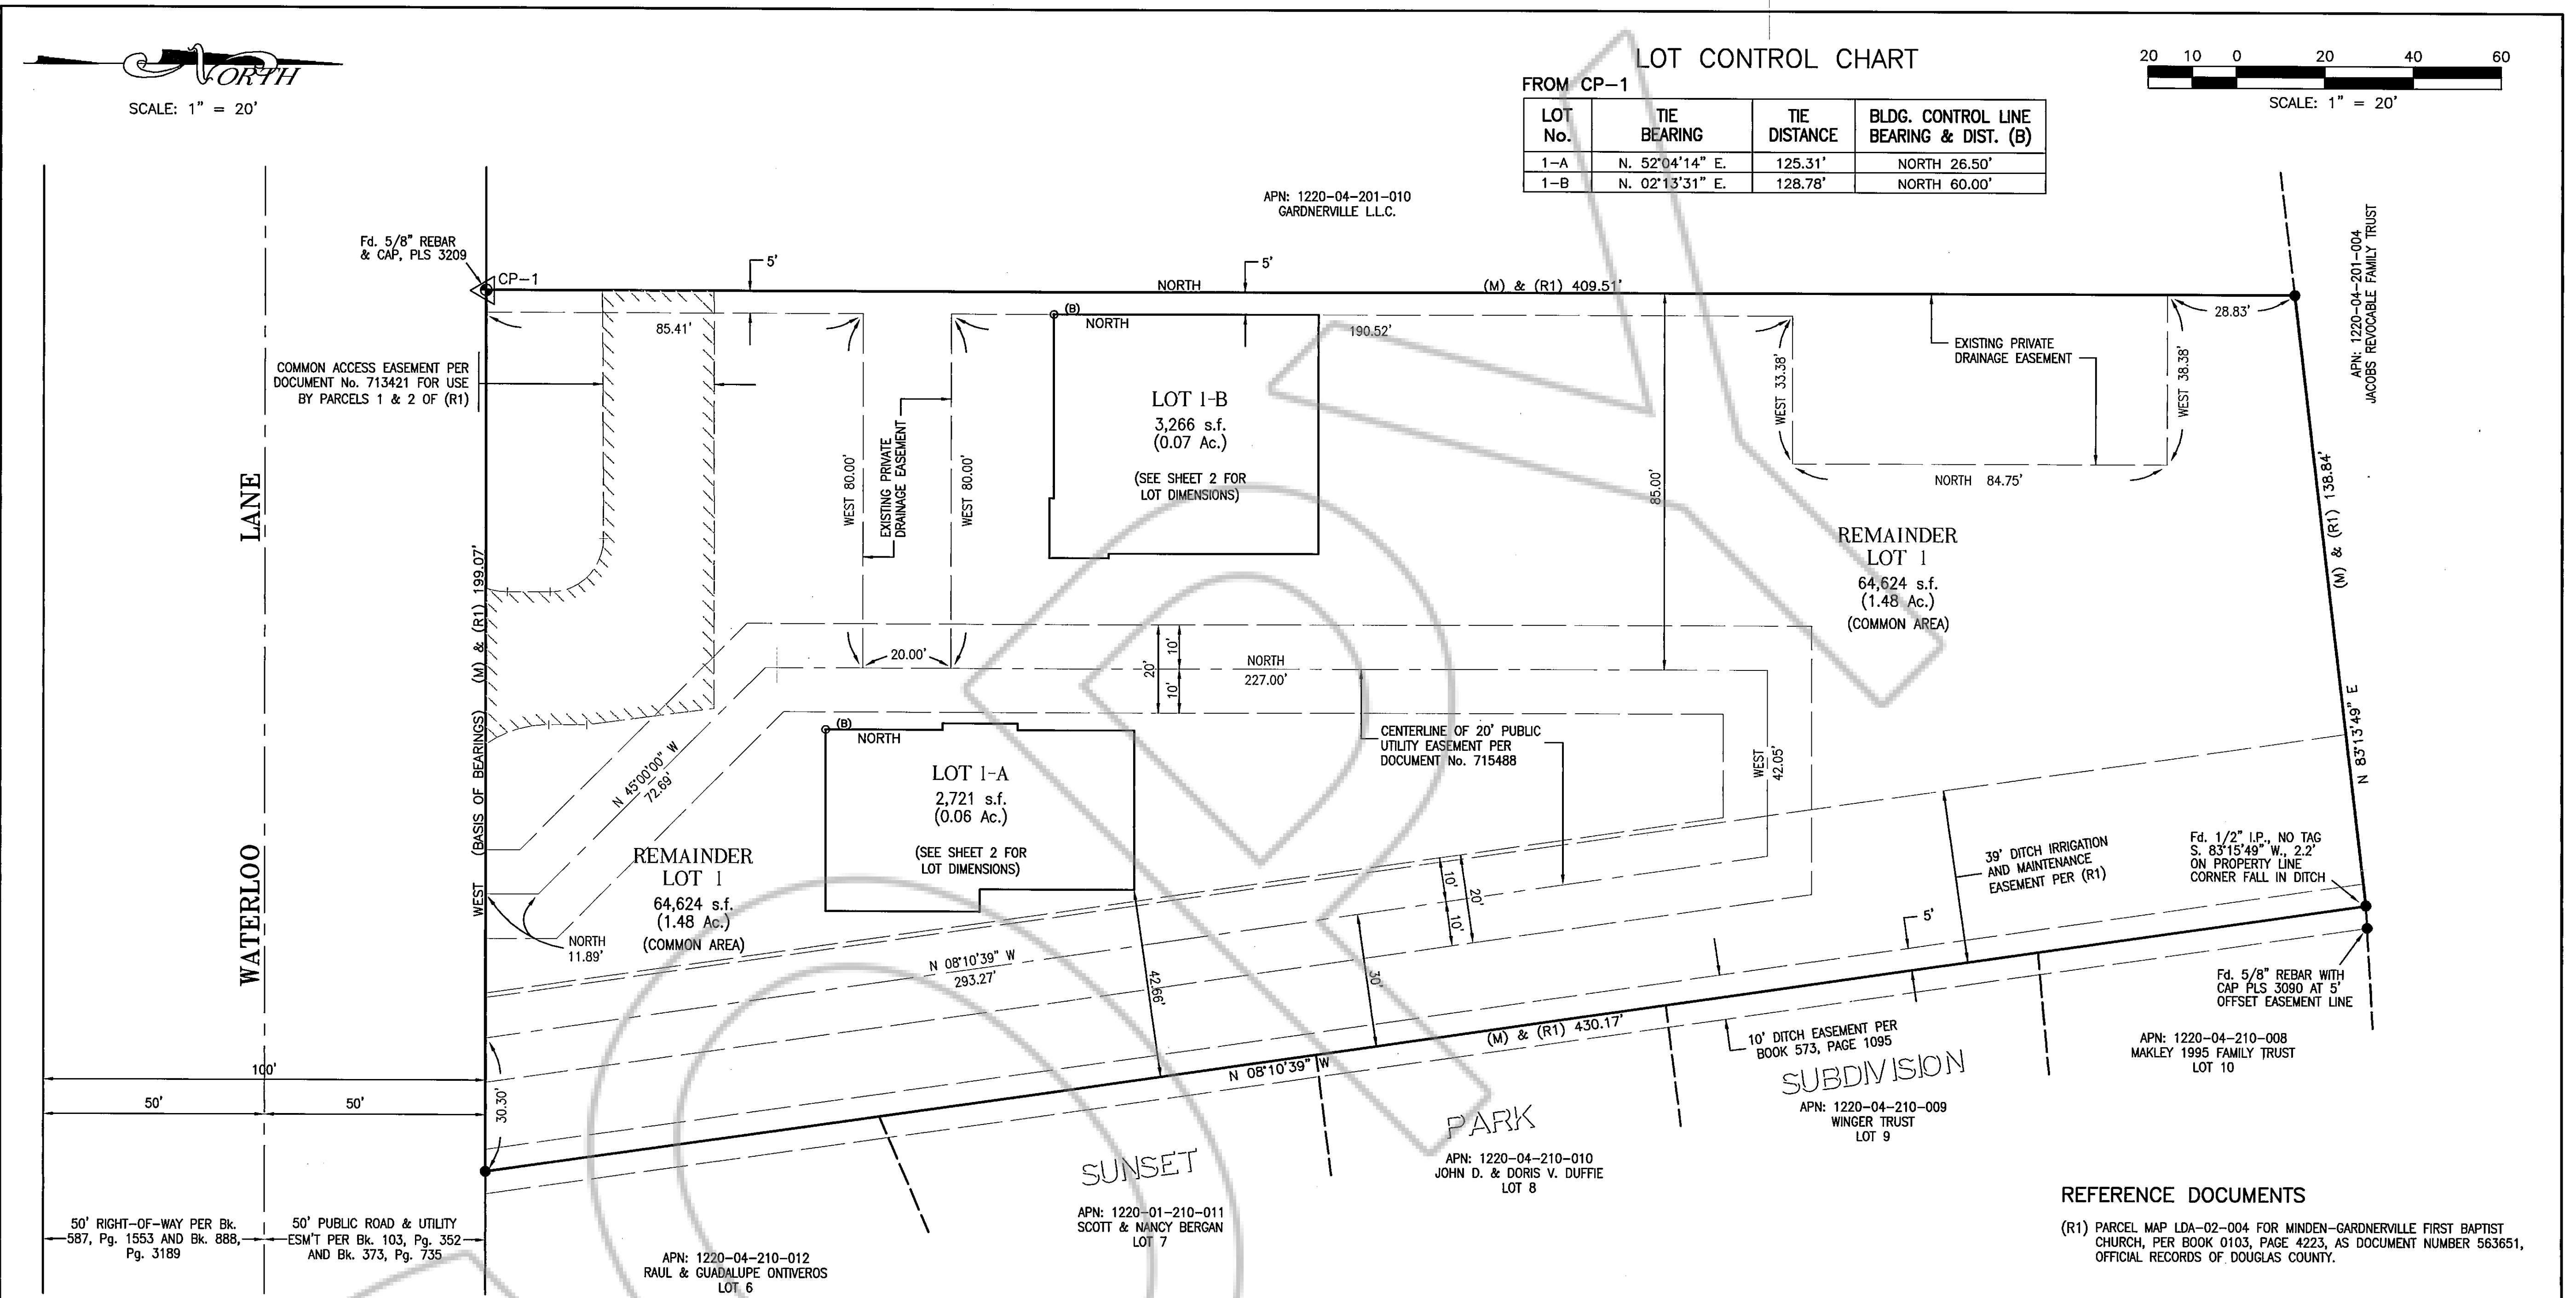 NORTH
SCALE: 1" = 20'
LOT CONTROL CHART
FROM CP-1
LOT No. TIE BEARING TIE DISTANCE BLDG. CONTROL LINE BEARING & DIST. (B)
1-A N. 52°04'14" E. 125.31' NORTH 26.50'
1-B N. 02°13'31" E. 128.78' NORTH 60.00'
20 10 0 20 40 60
SCALE: 1" = 20'
APN: 1220-04-201-010
GARDNERVILLE L.L.C.
APN: 1220-04-201-004
JACOBS REVOCABLE FAMILY TRUST
Fd. 5/8" REBAR
& CAP, PLS 3209
CP-1
5'
5'
NORTH
(M) & (R1) 409.51'
85.41'
(B)
NORTH
190.52'
28.83'
EXISTING PRIVATE
DRAINAGE EASEMENT
WEST 33.38'
WEST 38.38'
NORTH 84.75'
COMMON ACCESS EASEMENT PER
DOCUMENT No. 713421 FOR USE
BY PARCELS 1 & 2 OF (R1)
LOT 1-B
3,266 s.f.
(0.07 Ac.)
(SEE SHEET 2 FOR
LOT DIMENSIONS)
WEST 80.00'
EXISTING PRIVATE
DRAINAGE EASEMENT
WEST 80.00'
85.00'
(M) & (R1) 138.84'
N 83°13'49" E
REMAINDER
LOT 1
64,624 s.f.
(1.48 Ac.)
(COMMON AREA)
WATERLOO LANE
WEST (BASIS OF BEARINGS) (M) & (R1) 199.07'
20.00'
20'
10'
10'
NORTH
227.00'
CENTERLINE OF 20' PUBLIC
UTILITY EASEMENT PER
DOCUMENT No. 715488
WEST
42.05'
N 45°00'00" W
72.69'
(B)
NORTH
LOT 1-A
2,721 s.f.
(0.06 Ac.)
(SEE SHEET 2 FOR
LOT DIMENSIONS)
REMAINDER
LOT 1
64,624 s.f.
(1.48 Ac.)
(COMMON AREA)
NORTH
11.89'
39' DITCH IRRIGATION
AND MAINTENANCE
EASEMENT PER (R1)
Fd. 1/2" I.P., NO TAG
S. 83°15'49" W., 2.2'
ON PROPERTY LINE
CORNER FALL IN DITCH
10'
20'
10'
5'
N 08°10'39" W
293.27'
42.66'
30'
Fd. 5/8" REBAR WITH
CAP PLS 3090 AT 5'
OFFSET EASEMENT LINE
N 08°10'39" W
(M) & (R1) 430.17'
10' DITCH EASEMENT PER
BOOK 573, PAGE 1095
100'
50'
50'
30.30'
SUNSET PARK SUBDIVISION
APN: 1220-04-210-008
MAKLEY 1995 FAMILY TRUST
LOT 10
APN: 1220-04-210-009
WINGER TRUST
LOT 9
APN: 1220-04-210-010
JOHN D. & DORIS V. DUFFIE
LOT 8
APN: 1220-01-210-011
SCOTT & NANCY BERGAN
LOT 7
APN: 1220-04-210-012
RAUL & GUADALUPE ONTIVEROS
LOT 6
50' RIGHT-OF-WAY PER Bk.
587, Pg. 1553 AND Bk. 888,
Pg. 3189
50' PUBLIC ROAD & UTILITY
ESM'T PER Bk. 103, Pg. 352
AND Bk. 373, Pg. 735
REFERENCE DOCUMENTS
(R1) PARCEL MAP LDA-02-004 FOR MINDEN-GARDNERVILLE FIRST BAPTIST
CHURCH, PER BOOK 0103, PAGE 4223, AS DOCUMENT NUMBER 563651,
OFFICIAL RECORDS OF DOUGLAS COUNTY.